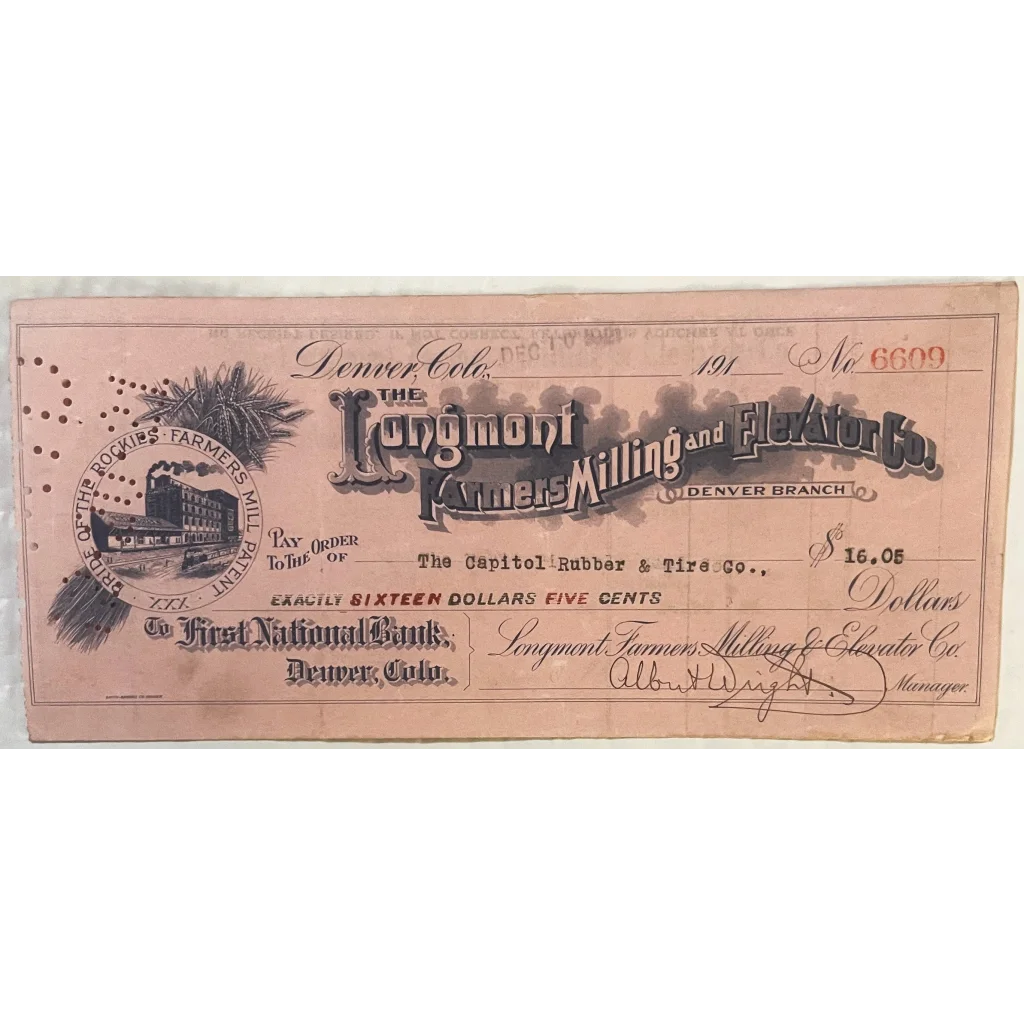 Denver, Colo., DEC 10 191 No. 6609
THE
Longmont
Farmers Milling and Elevator Co.
DENVER BRANCH
PRIDE OF THE ROCKIES · FARMERS MILL PATENT · XXX ·
PAY TO THE ORDER OF The Capitol Rubber & Tire Co., $ 16.05
EXACTLY SIXTEEN DOLLARS FIVE CENTS Dollars
To First National Bank,
Denver, Colo.
Longmont Farmers Milling & Elevator Co.
Albert Wright Manager.